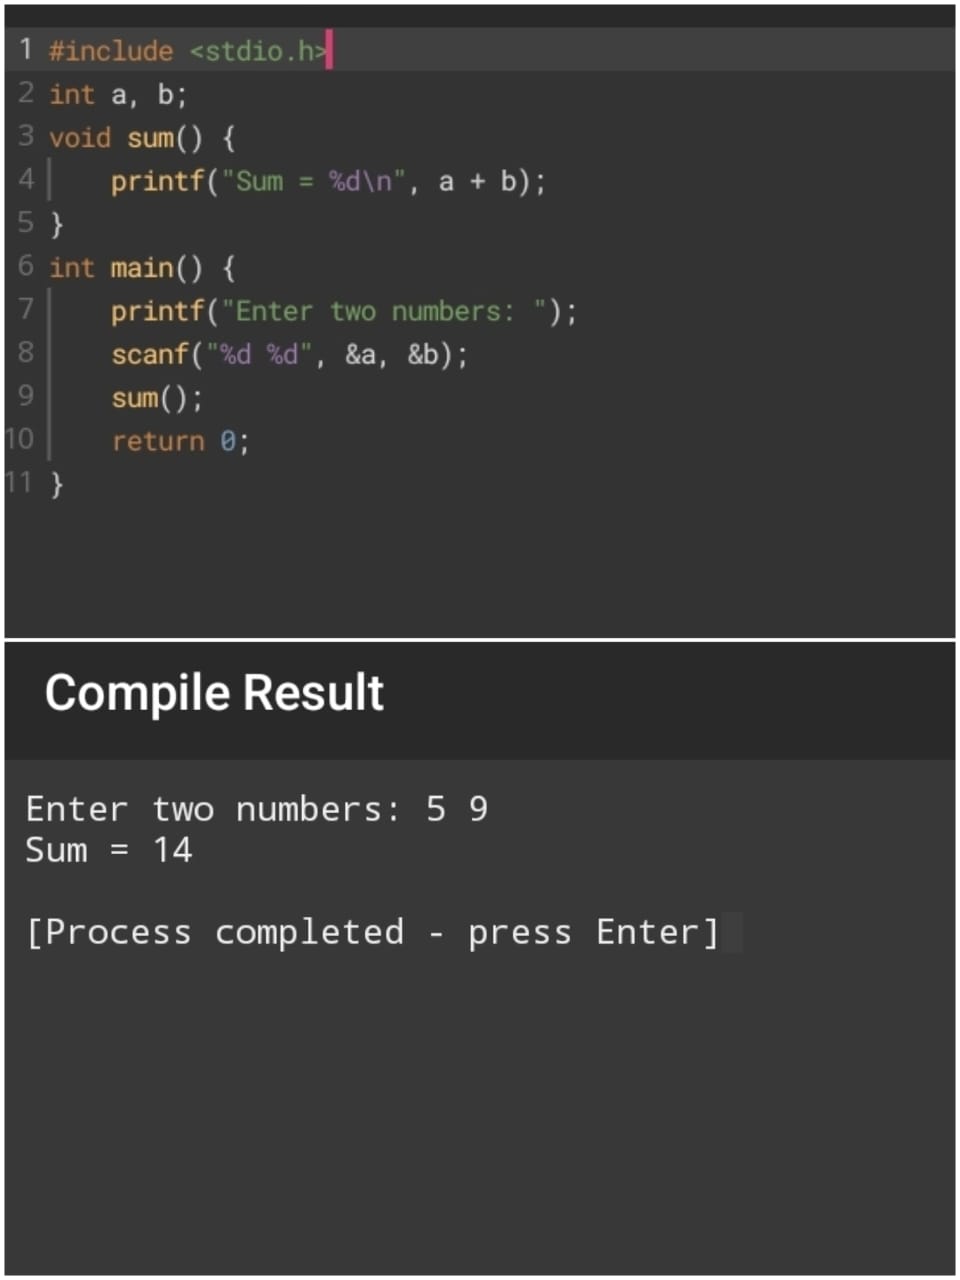 1 #include <stdio.h>
2 int a, b;
3 void sum() {
4     printf("Sum = %d\n", a + b);
5 }
6 int main() {
7     printf("Enter two numbers: ");
8     scanf("%d %d", &a, &b);
9     sum();
10     return 0;
11 }
Compile Result
Enter two numbers: 5 9
Sum = 14
[Process completed - press Enter]